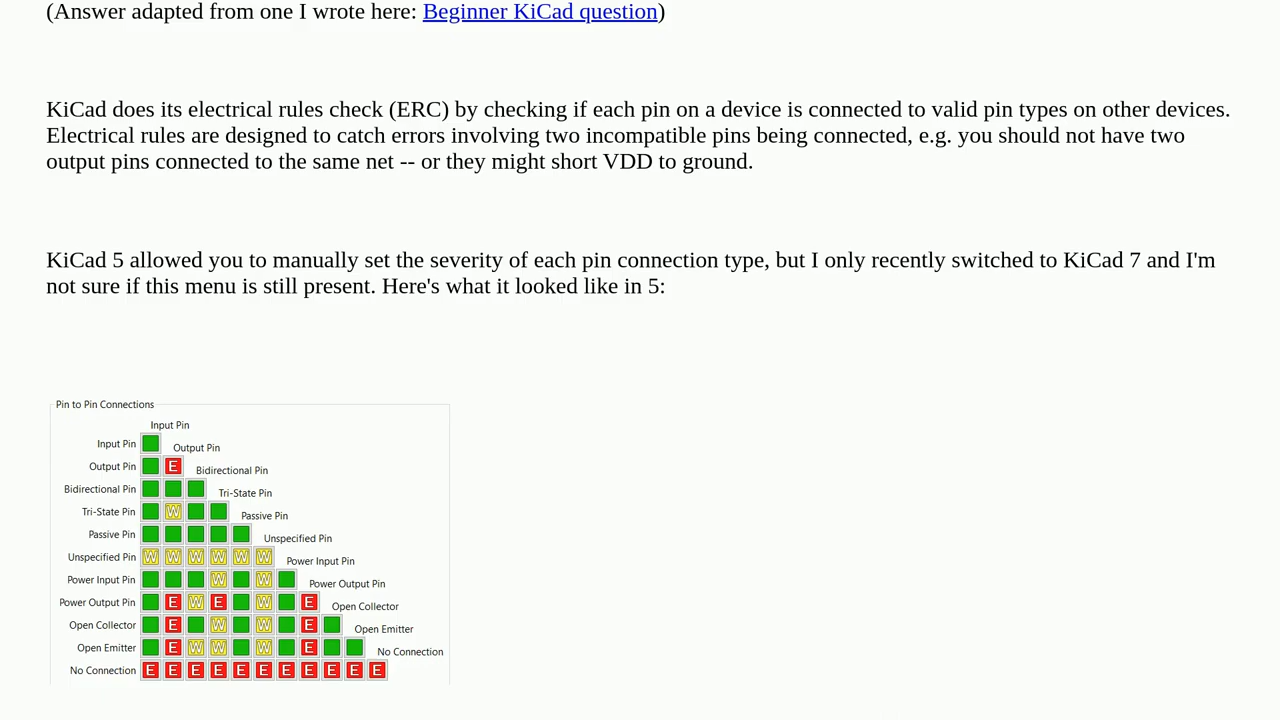 (Answer adapted from one I wrote here: Beginner KiCad question)
KiCad does its electrical rules check (ERC) by checking if each pin on a device is connected to valid pin types on other devices.
Electrical rules are designed to catch errors involving two incompatible pins being connected, e.g. you should not have two
output pins connected to the same net -- or they might short VDD to ground.
KiCad 5 allowed you to manually set the severity of each pin connection type, but I only recently switched to KiCad 7 and I'm
not sure if this menu is still present. Here's what it looked like in 5:
Pin to Pin Connections
Input Pin
Input Pin Output Pin
Output Pin E Bidirectional Pin
Bidirectional Pin Tri-State Pin
Tri-State Pin W Passive Pin
Passive Pin Unspecified Pin
Unspecified Pin W W W W W W Power Input Pin
Power Input Pin W W Power Output Pin
Power Output Pin E W E W E Open Collector
Open Collector E W W E Open Emitter
Open Emitter E W W W E No Connection
No Connection E E E E E E E E E E E